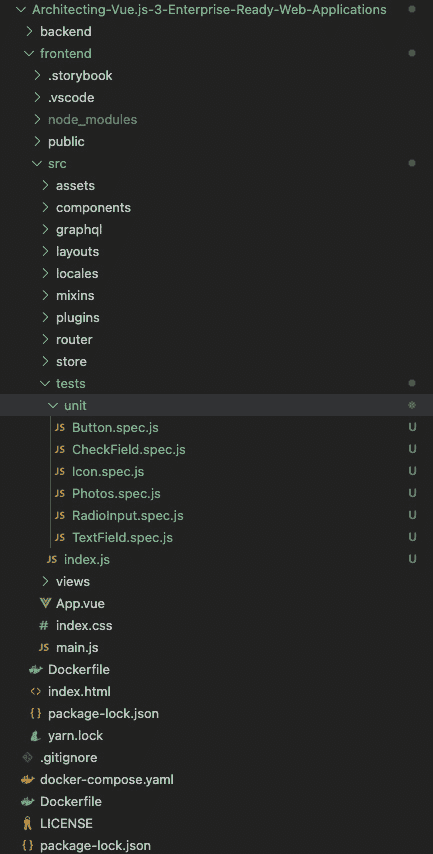 Architecting-Vue.js-3-Enterprise-Ready-Web-Applications
backend
frontend
.storybook
.vscode
node_modules
public
src
assets
components
graphql
layouts
locales
mixins
plugins
router
store
tests
unit
JS Button.spec.js U
JS CheckField.spec.js U
JS Icon.spec.js U
JS Photos.spec.js U
JS RadioInput.spec.js U
JS TextField.spec.js U
JS index.js U
views
App.vue
# index.css
JS main.js
Dockerfile
<> index.html
{} package-lock.json
yarn.lock
.gitignore
docker-compose.yaml
Dockerfile
LICENSE
{} package-lock.json